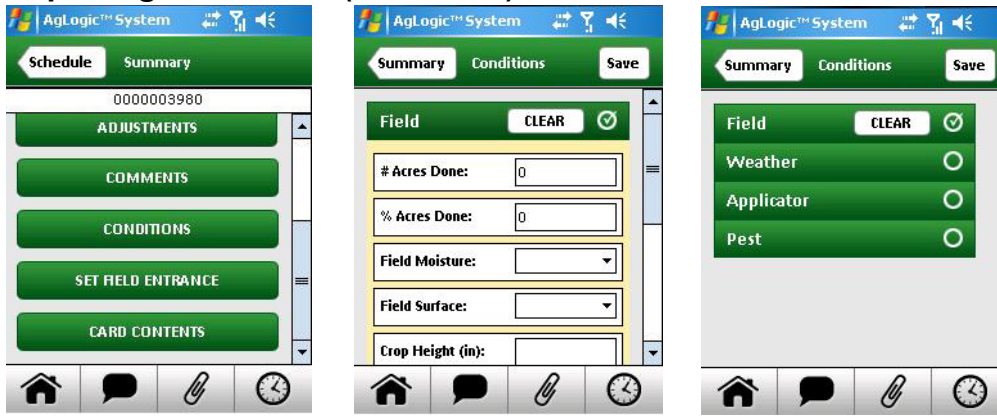 AgLogic™ System
Schedule Summary
0000003980
ADJUSTMENTS
COMMENTS
CONDITIONS
SET FIELD ENTRANCE
CARD CONTENTS
AgLogic™ System
Summary Conditions Save
Field CLEAR
# Acres Done: 0
% Acres Done: 0
Field Moisture:
Field Surface:
Crop Height (in):
AgLogic™ System
Summary Conditions Save
Field CLEAR
Weather
Applicator
Pest